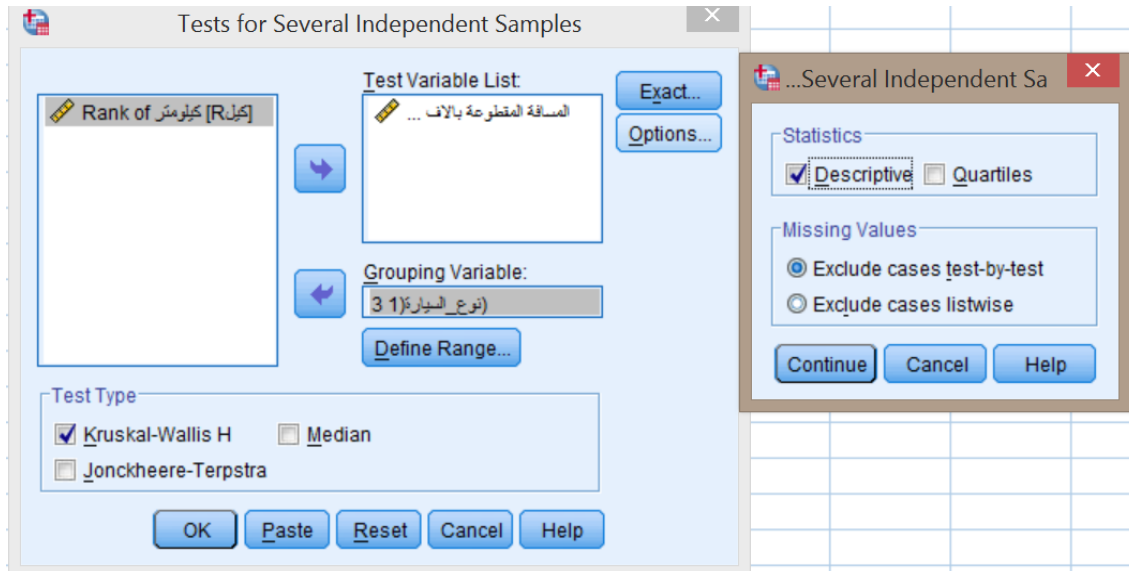 Tests for Several Independent Samples
Rank of كيلومتر [Rكيل]
Test Variable List:
المسافة المقطوعة بالاف ...
Exact...
Options...
Grouping Variable:
نوع_السيارة(1 3)
Define Range...
Test Type
Kruskal-Wallis H
Median
Jonckheere-Terpstra
OK
Paste
Reset
Cancel
Help
...Several Independent Sa
Statistics
Descriptive
Quartiles
Missing Values
Exclude cases test-by-test
Exclude cases listwise
Continue
Cancel
Help